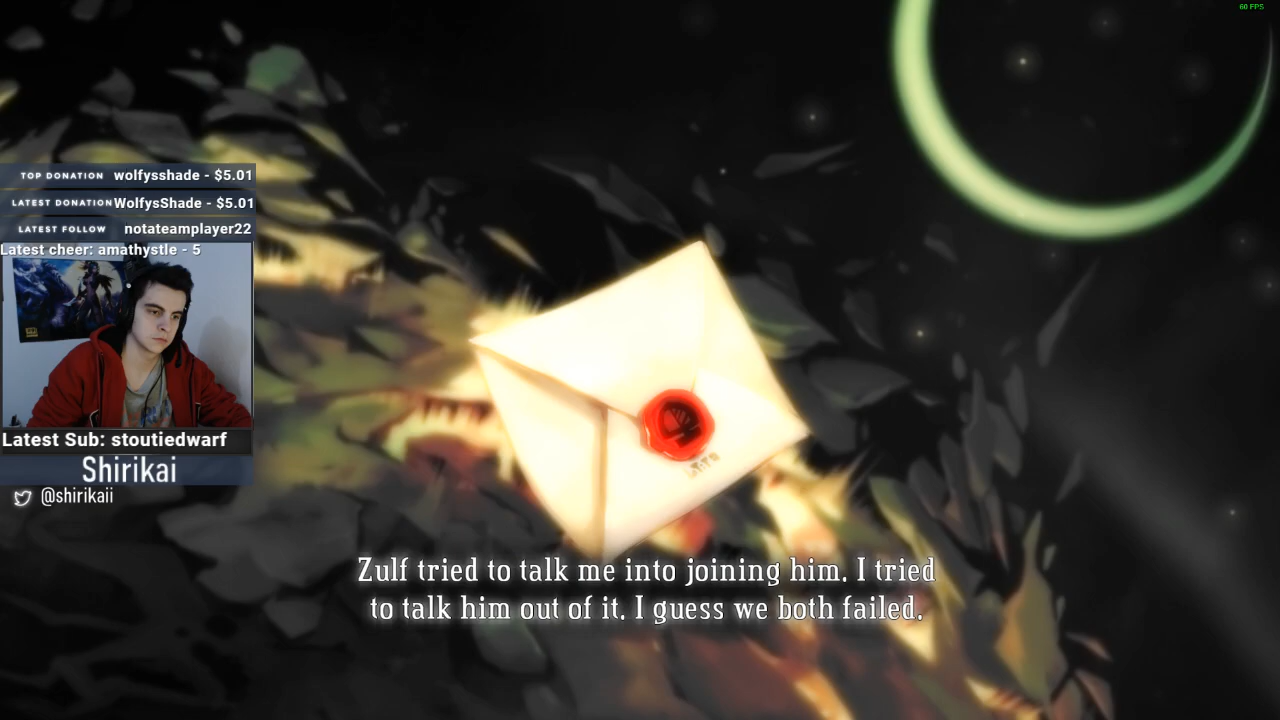 60 FPS
TOP DONATION wolfysshade - $5.01
LATEST DONATION WolfysShade - $5.01
LATEST FOLLOW notateamplayer22
Latest cheer: amathystle - 5
Latest Sub: stoutiedwarf
Shirikai
@shirikaii
Zulf tried to talk me into joining him. I tried
to talk him out of it. I guess we both failed.